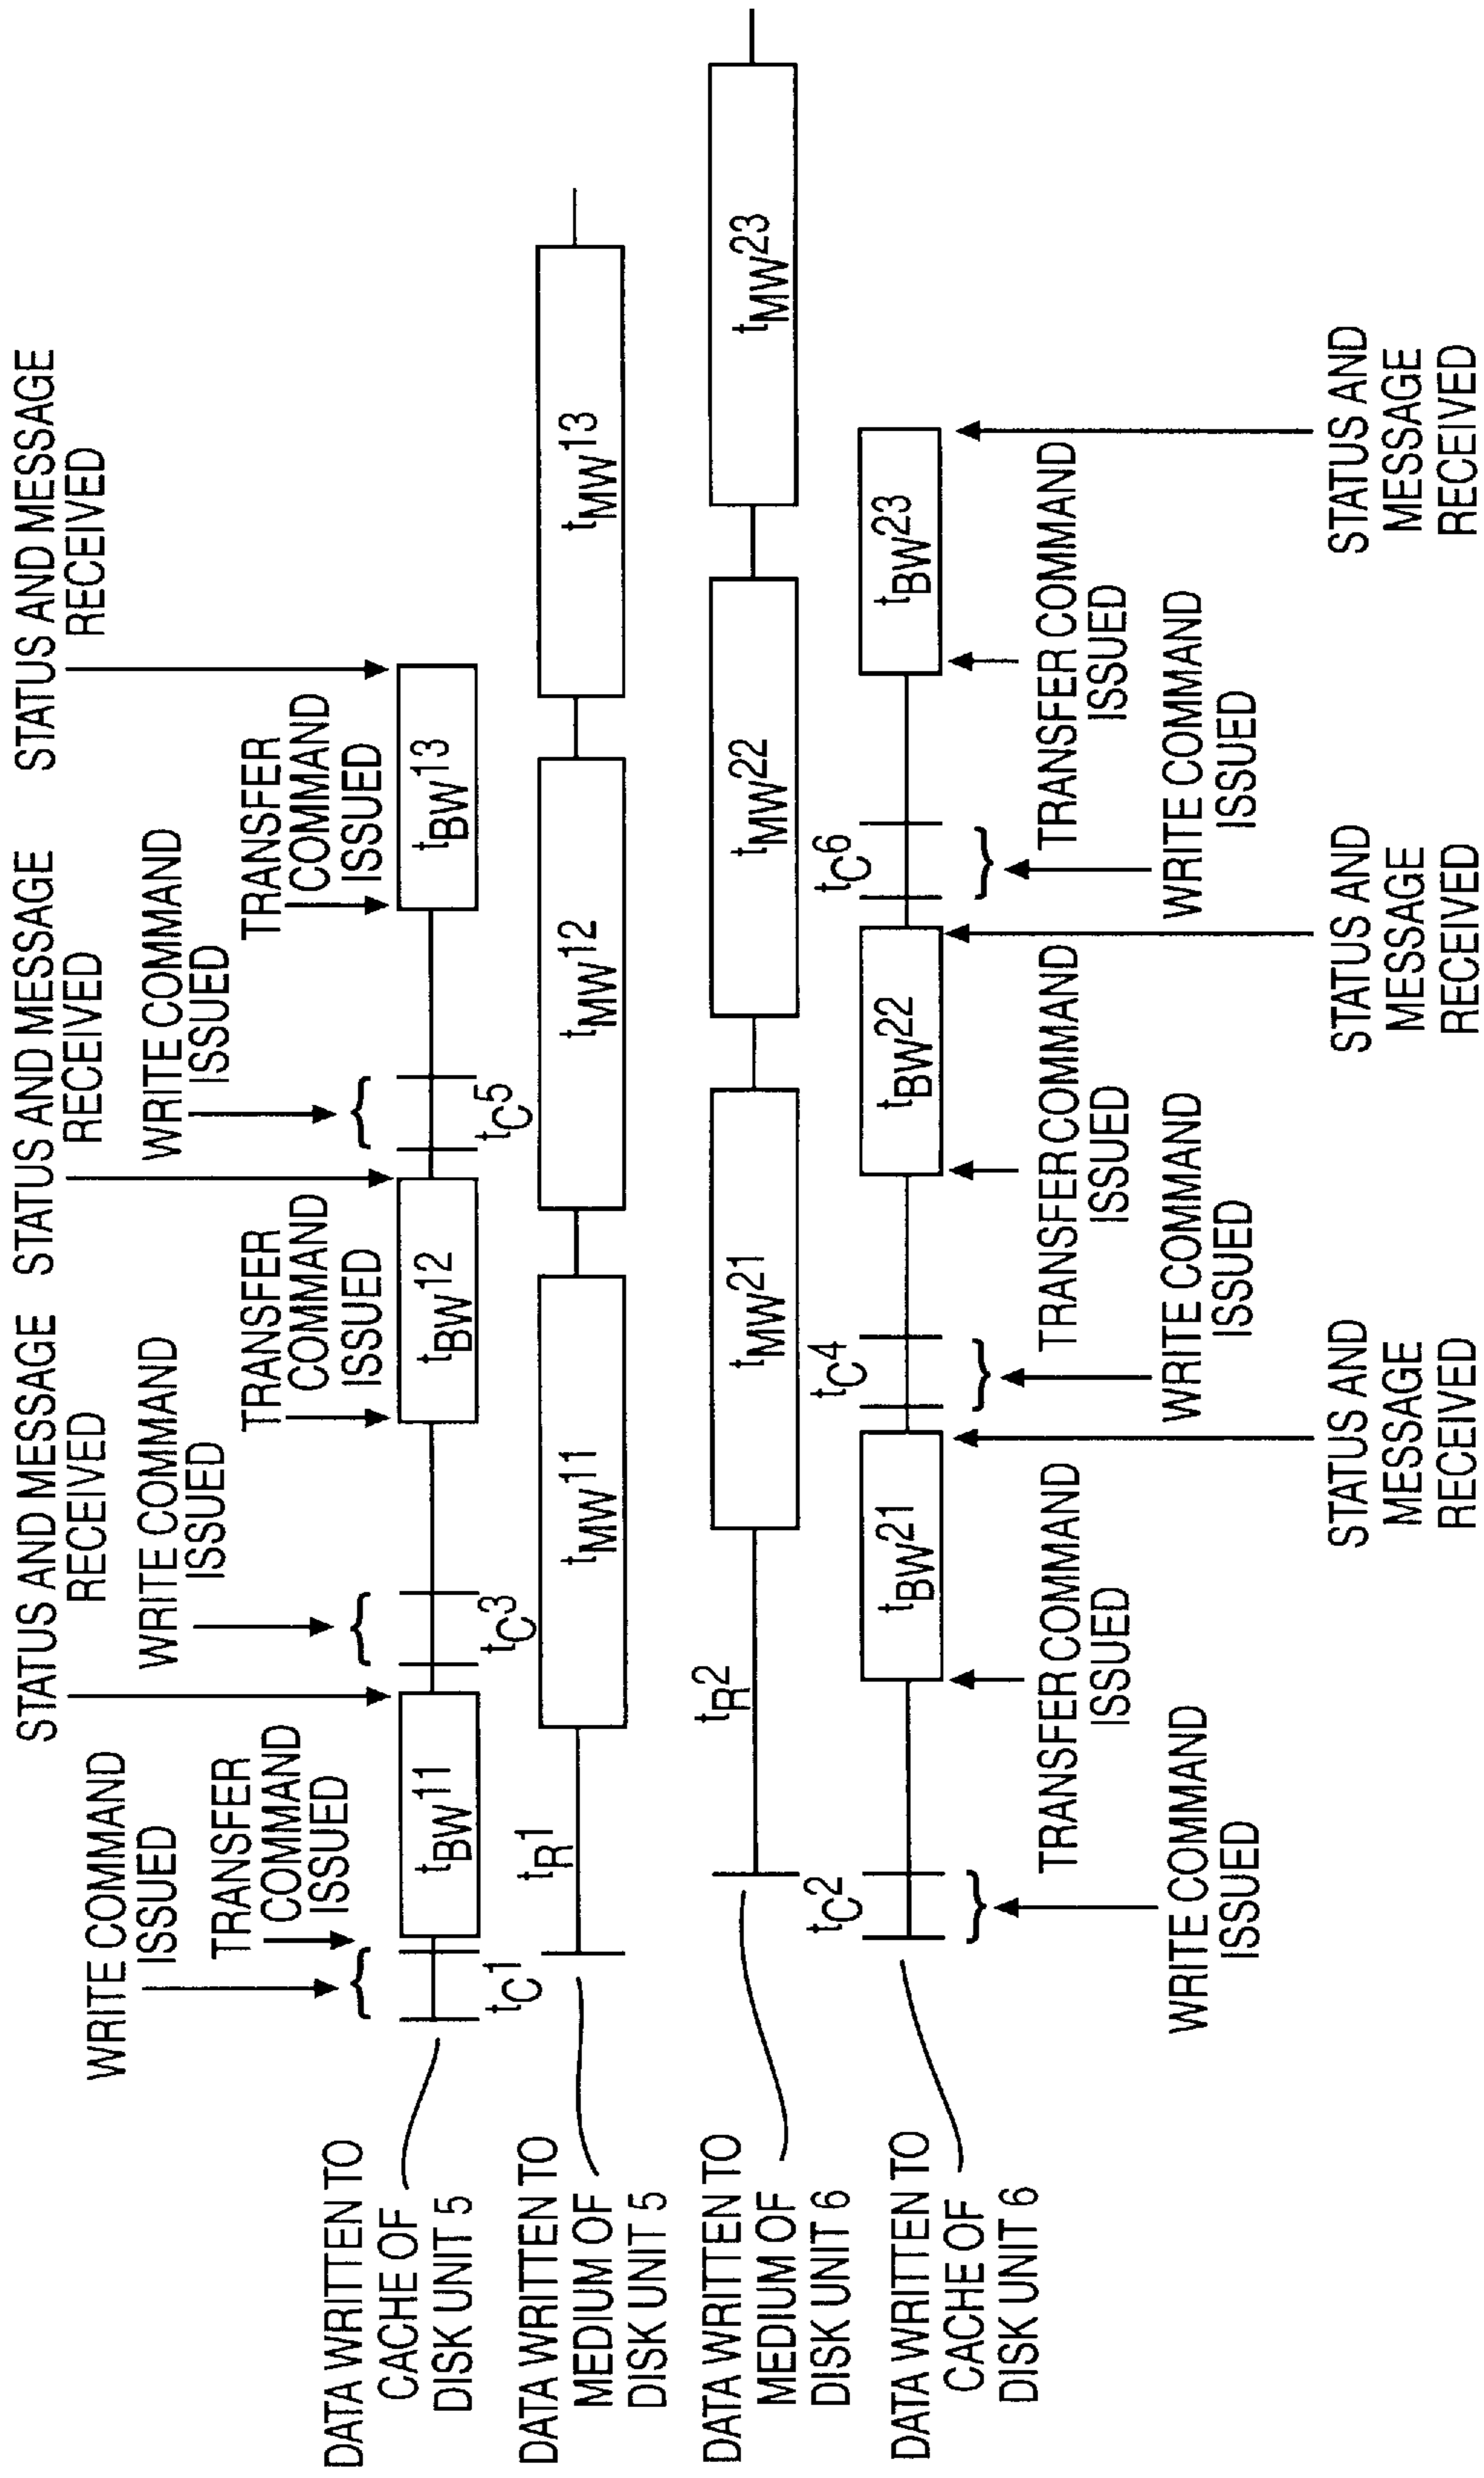 STATUS AND MESSAGE
RECEIVED
STATUS AND MESSAGE
RECEIVED
STATUS AND MESSAGE
RECEIVED
WRITE COMMAND
ISSUED
WRITE COMMAND
ISSUED
WRITE COMMAND
ISSUED
TRANSFER
COMMAND
ISSUED
TRANSFER
COMMAND
ISSUED
TRANSFER
COMMAND
ISSUED
DATA WRITTEN TO
CACHE OF
DISK UNIT 5
tBW11
tBW12
tBW13
tC1
tC3
tC5
DATA WRITTEN TO
MEDIUM OF
DISK UNIT 5
tR1
tMW11
tMW12
tMW13
DATA WRITTEN TO
MEDIUM OF
DISK UNIT 6
tR2
tMW21
tMW22
tMW23
tC2
tC4
tC6
DATA WRITTEN TO
CACHE OF
DISK UNIT 6
tBW21
tBW22
tBW23
TRANSFER COMMAND
ISSUED
TRANSFER COMMAND
ISSUED
TRANSFER COMMAND
ISSUED
WRITE COMMAND
ISSUED
WRITE COMMAND
ISSUED
WRITE COMMAND
ISSUED
STATUS AND
MESSAGE
RECEIVED
STATUS AND
MESSAGE
RECEIVED
STATUS AND
MESSAGE
RECEIVED